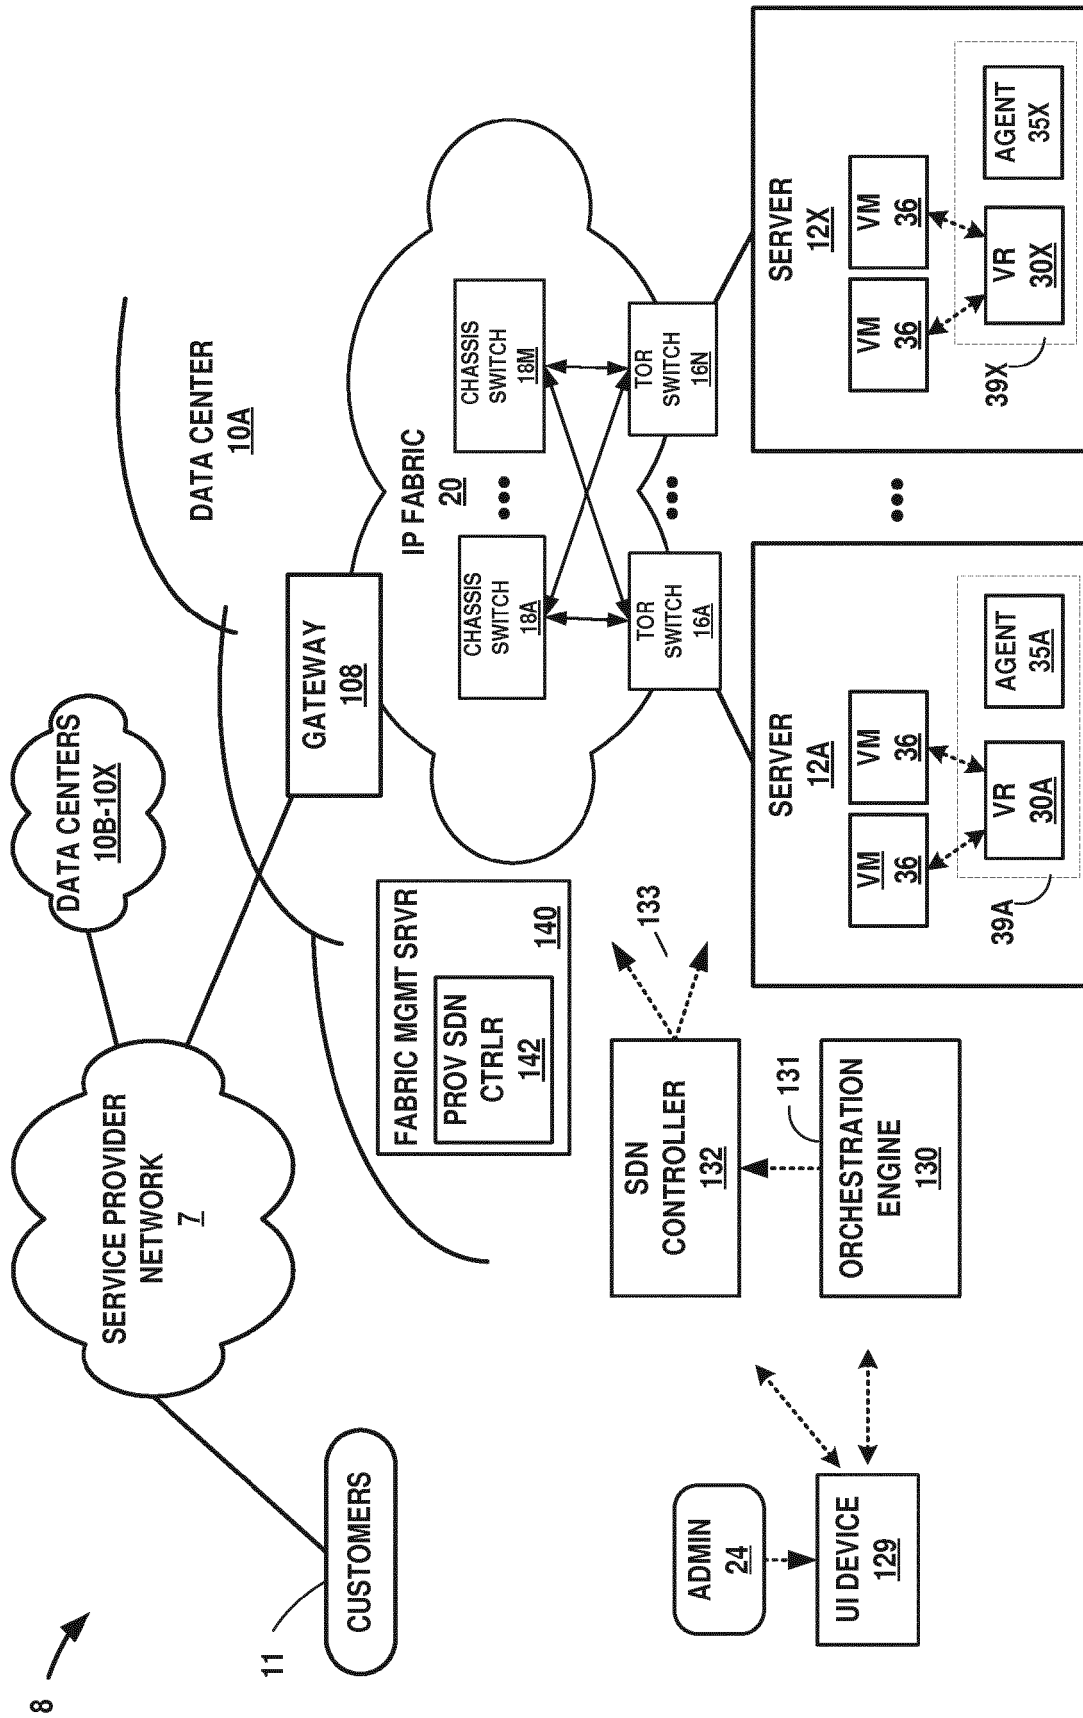 8
CUSTOMERS
11
SERVICE PROVIDER
NETWORK
7
DATA CENTERS
10B-10X
DATA CENTER
10A
GATEWAY
108
FABRIC MGMT SRVR
140
PROV SDN
CTRLR
142
IP FABRIC
20
CHASSIS
SWITCH
18A
CHASSIS
SWITCH
18M
TOR
SWITCH
16A
TOR
SWITCH
16N
ADMIN
24
UI DEVICE
129
SDN
CONTROLLER
132
133
131
ORCHESTRATION
ENGINE
130
SERVER
12A
VM
36
VM
36
VR
30A
AGENT
35A
39A
SERVER
12X
VM
36
VM
36
VR
30X
AGENT
35X
39X